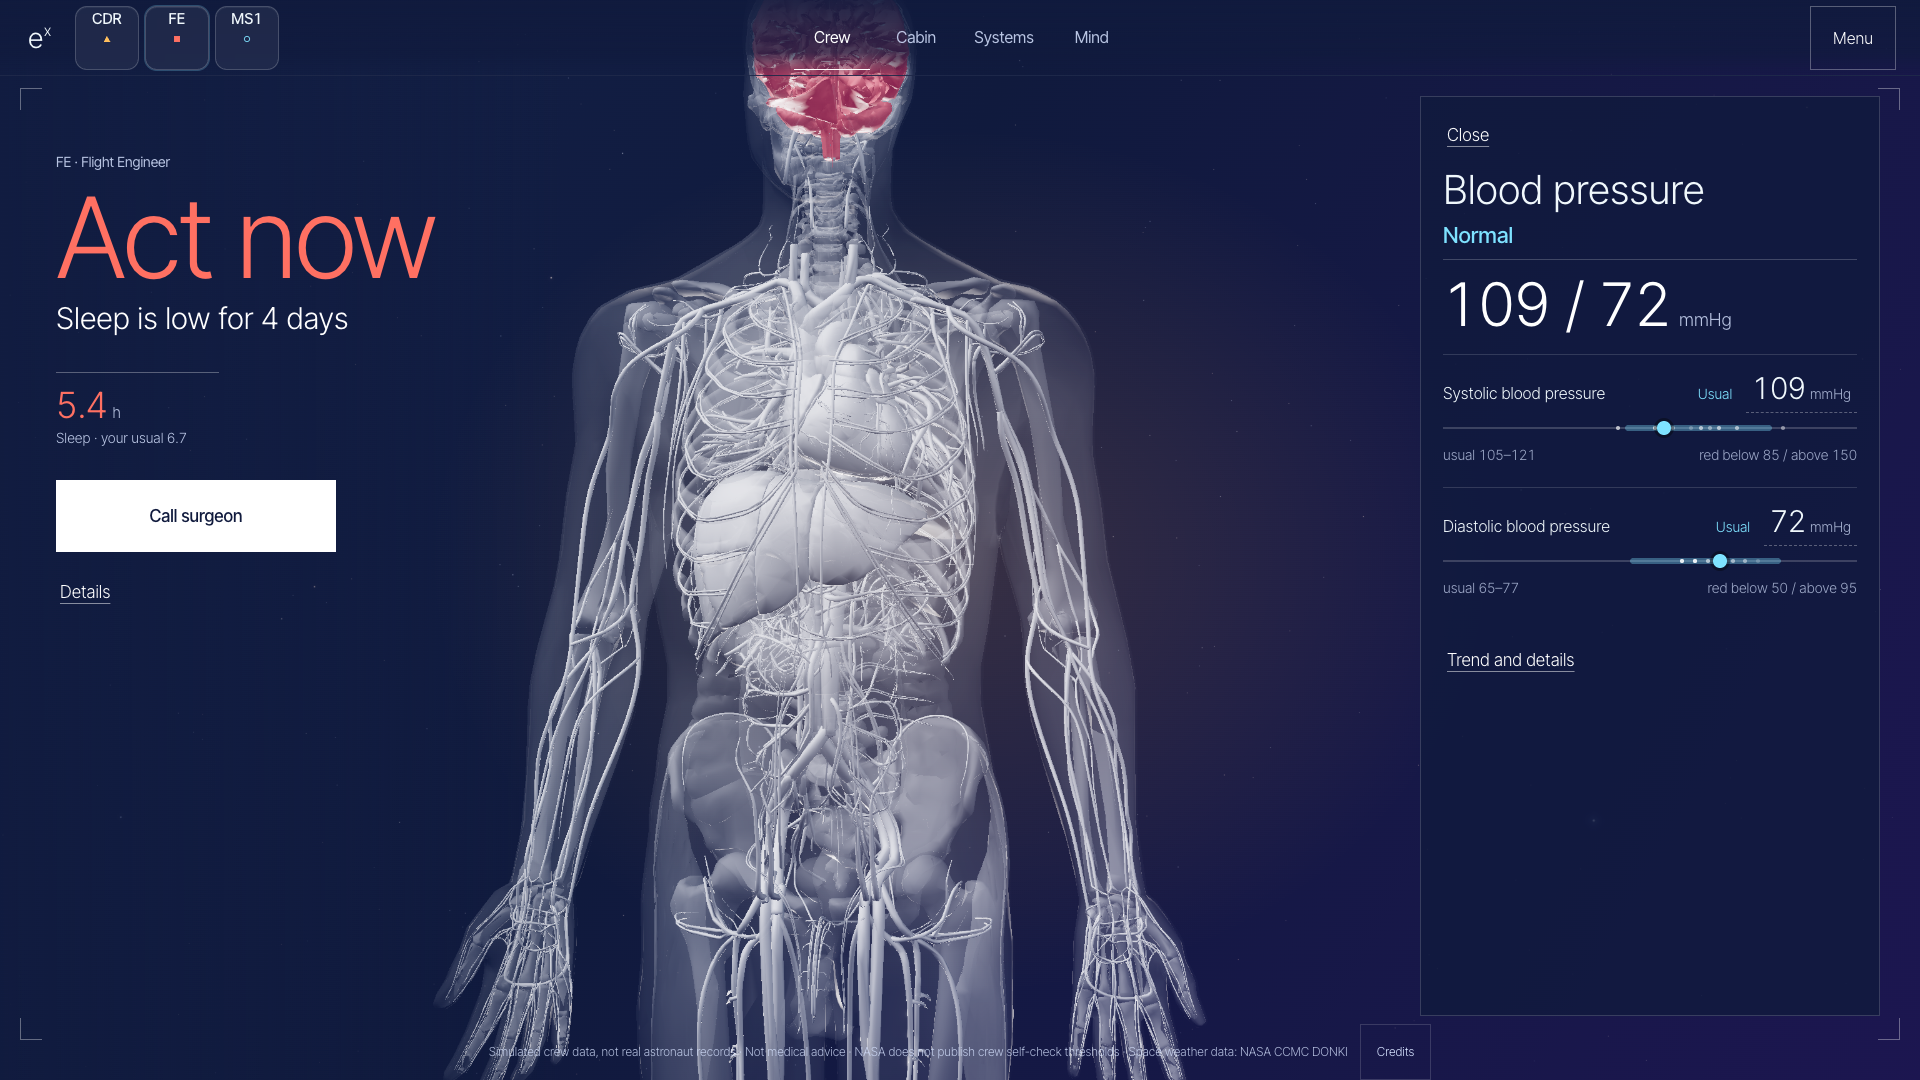 ex
CDR
FE
MS1
Crew
Cabin
Systems
Mind
Menu
FE · Flight Engineer
Act now
Sleep is low for 4 days
5.4 h
Sleep · your usual 6.7
Call surgeon
Details
Close
Blood pressure
Normal
109 / 72 mmHg
Systolic blood pressure Usual 109 mmHg
usual 105–121 red below 85 / above 150
Diastolic blood pressure Usual 72 mmHg
usual 65–77 red below 50 / above 95
Trend and details
Simulated crew data, not real astronaut records · Not medical advice · NASA does not publish crew self-check thresholds · Space weather data: NASA CCMC DONKI
Credits